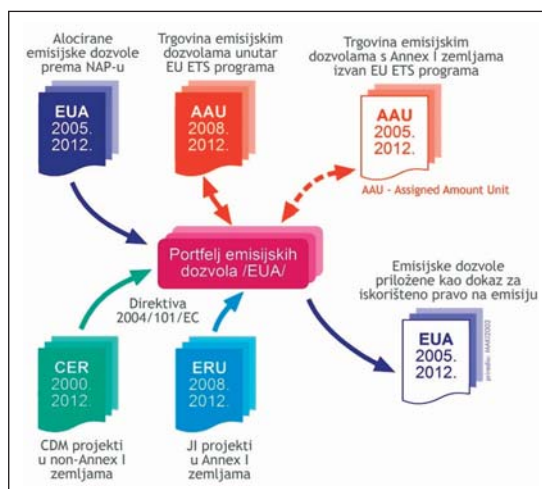 Alocirane
emisijske dozvole
prema NAP-u
EUA
2005.
2012.
Trgovina emisijskim
dozvolama unutar
EU ETS programa
AAU
2008.
2012.
Trgovina emisijskim
dozvolama s Annex I zemljama
izvan EU ETS programa
AAU
2005.
2012.
AAU - Assigned Amount Unit
Portfelj emisijskih
dozvola /EUA/
Direktiva
2004/101/EC
Emisijske dozvole
priložene kao dokaz za
iskorišteno pravo na emisiju
EUA
2005.
2012.
CER
2000.
2012.
CDM projekti
u non-Annex I
zemljama
ERU
2008.
2012.
JI projekti
u Annex I
zemljama